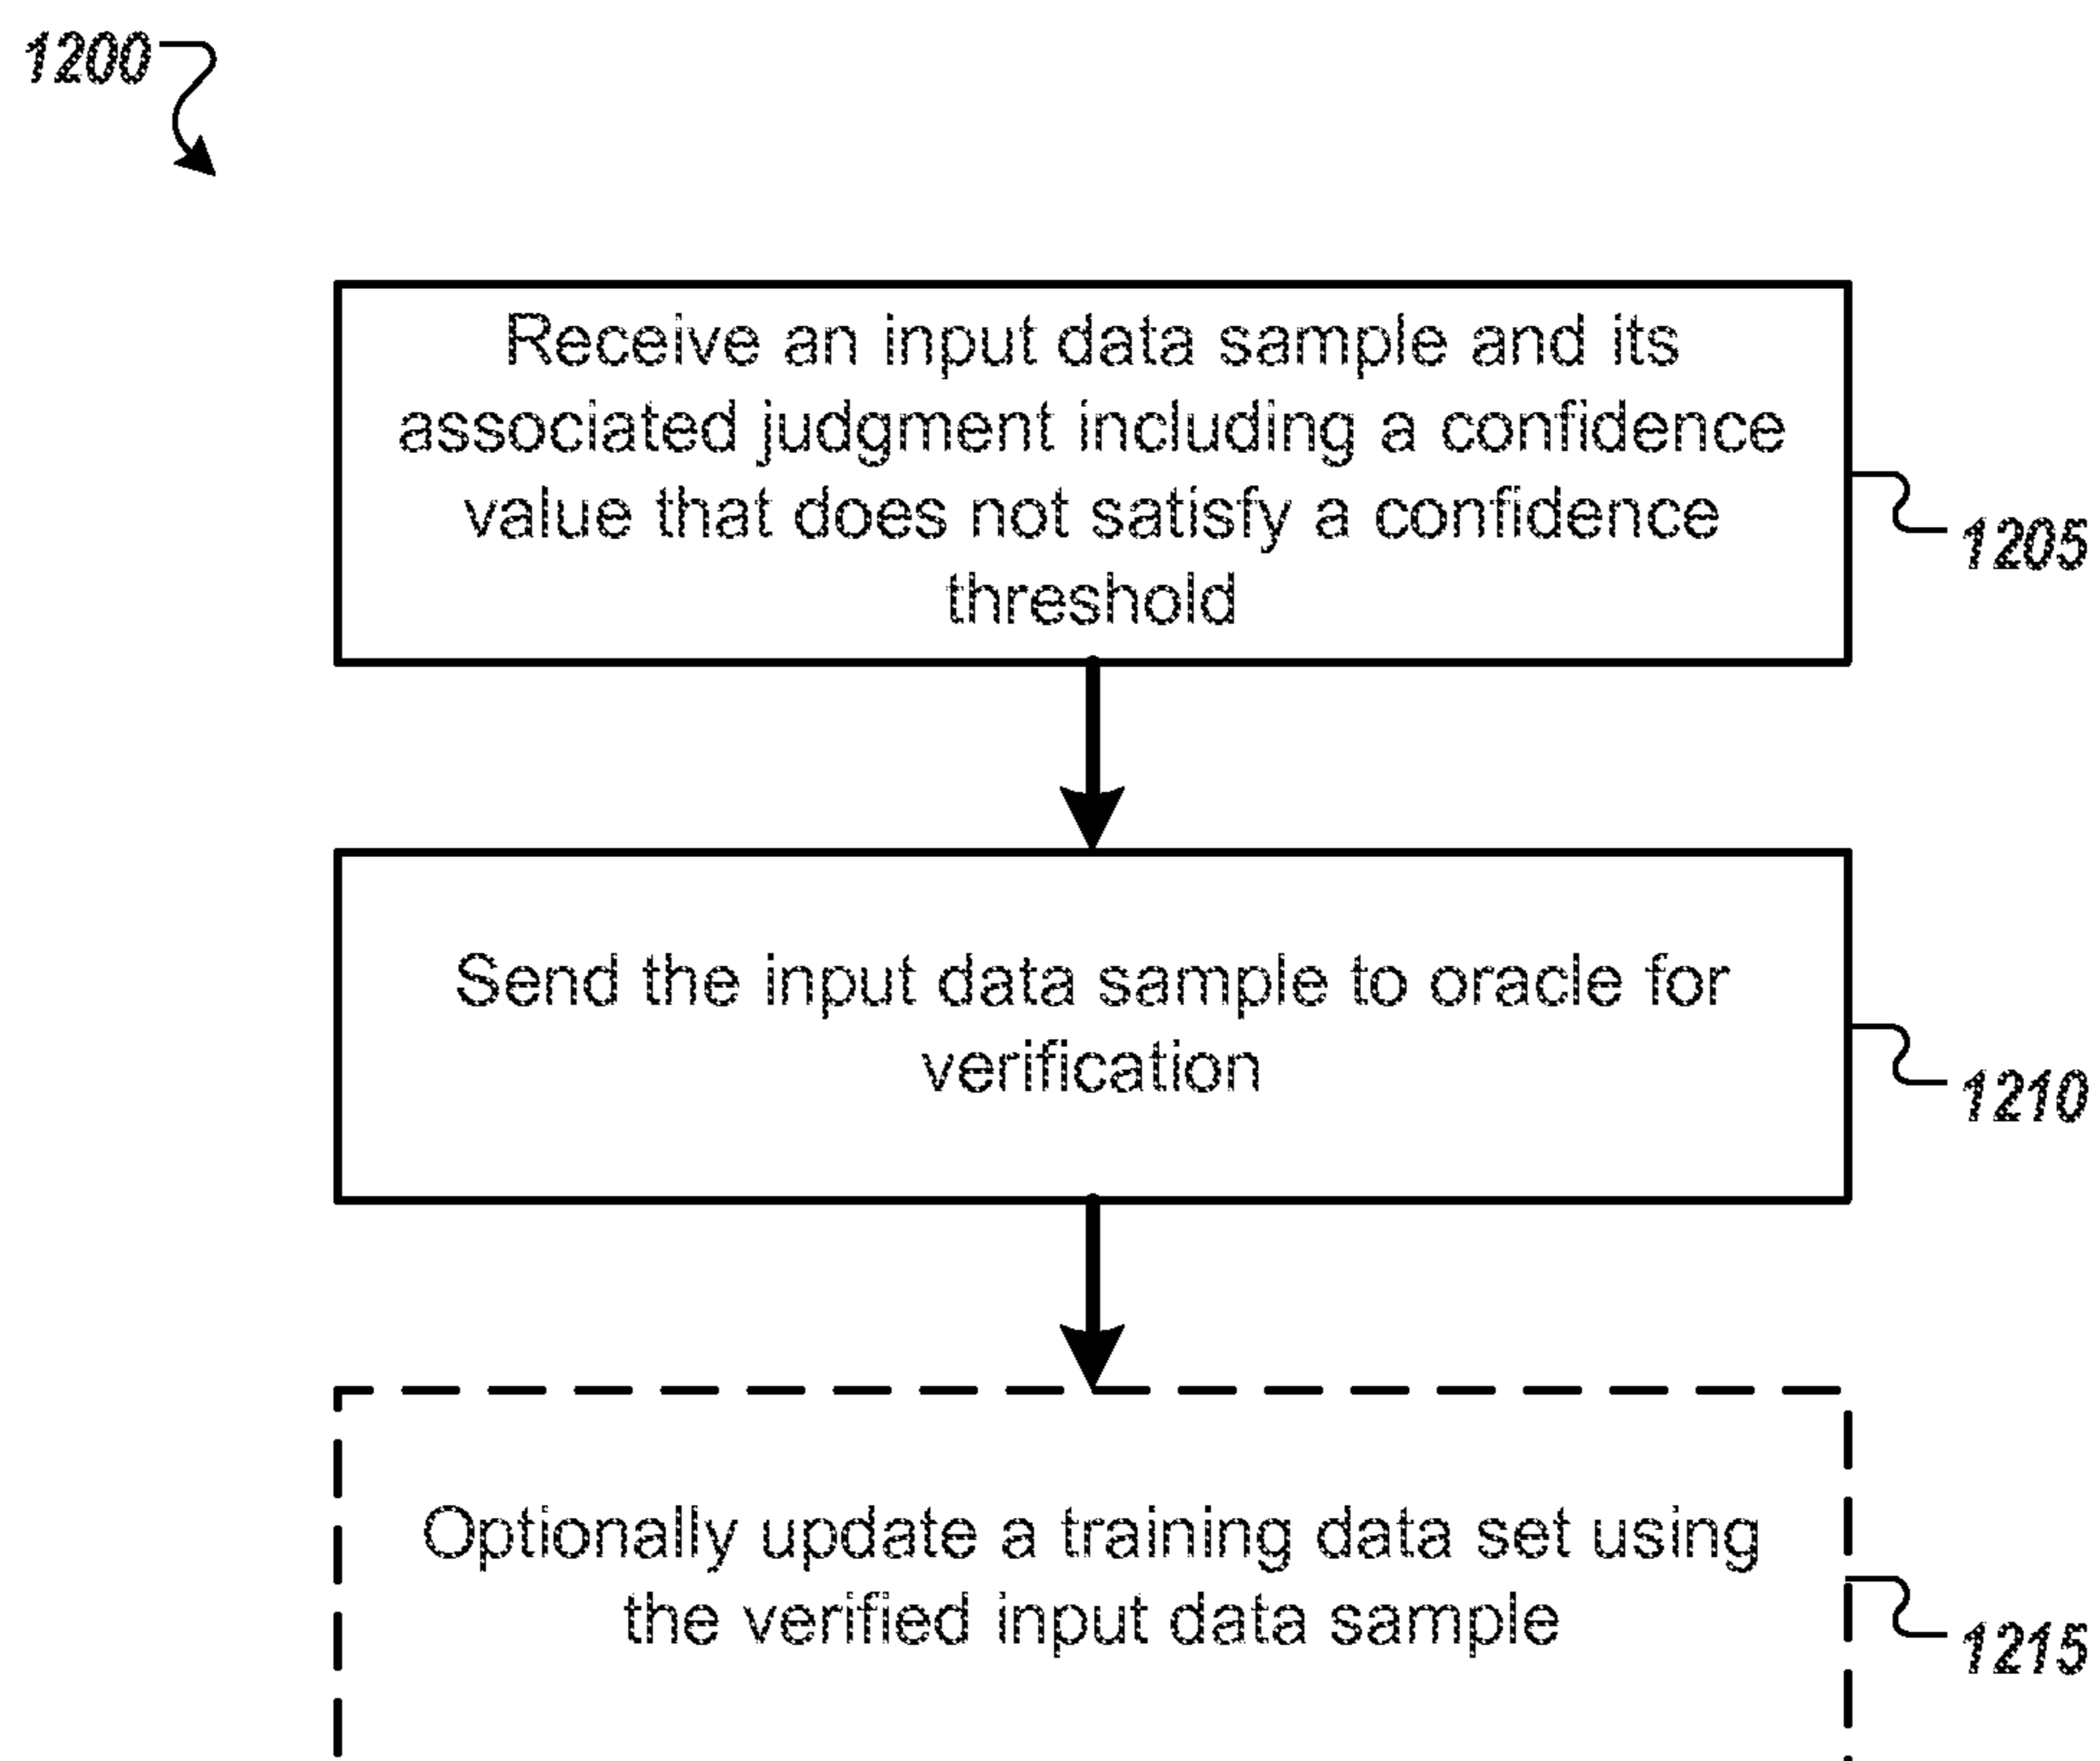 1200
Receive an input data sample and its
associated judgment including a confidence
value that does not satisfy a confidence
threshold
1205
Send the input data sample to oracle for
verification
1210
Optionally update a training data set using
the verified input data sample
1215